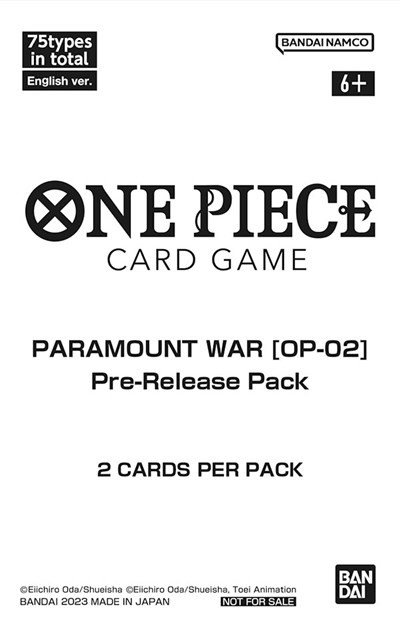 75types
in total
English ver.
BANDAI NAMCO
6+
ONE PIECE
CARD GAME
PARAMOUNT WAR [OP-02]
Pre-Release Pack
2 CARDS PER PACK
©Eiichiro Oda/Shueisha ©Eiichiro Oda/Shueisha, Toei Animation
BANDAI 2023 MADE IN JAPAN NOT FOR SALE
BAN
DAI